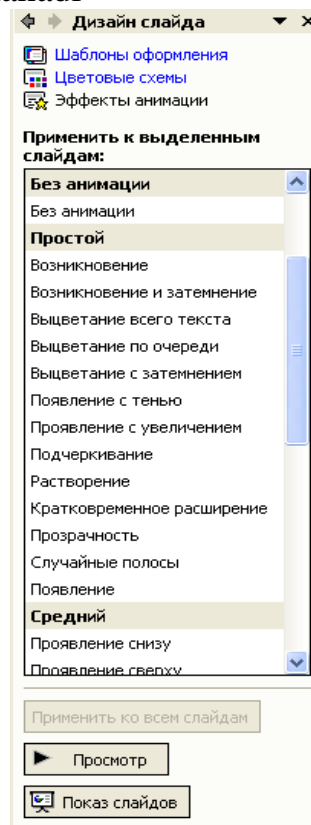 Дизайн слайда
Шаблоны оформления
Цветовые схемы
Эффекты анимации
Применить к выделенным
слайдам:
Без анимации
Без анимации
Простой
Возникновение
Возникновение и затемнение
Выцветание всего текста
Выцветание по очереди
Выцветание с затемнением
Появление с тенью
Проявление с увеличением
Подчеркивание
Растворение
Кратковременное расширение
Прозрачность
Случайные полосы
Появление
Средний
Проявление снизу
Проявление сверху
Применить ко всем слайдам
Просмотр
Показ слайдов